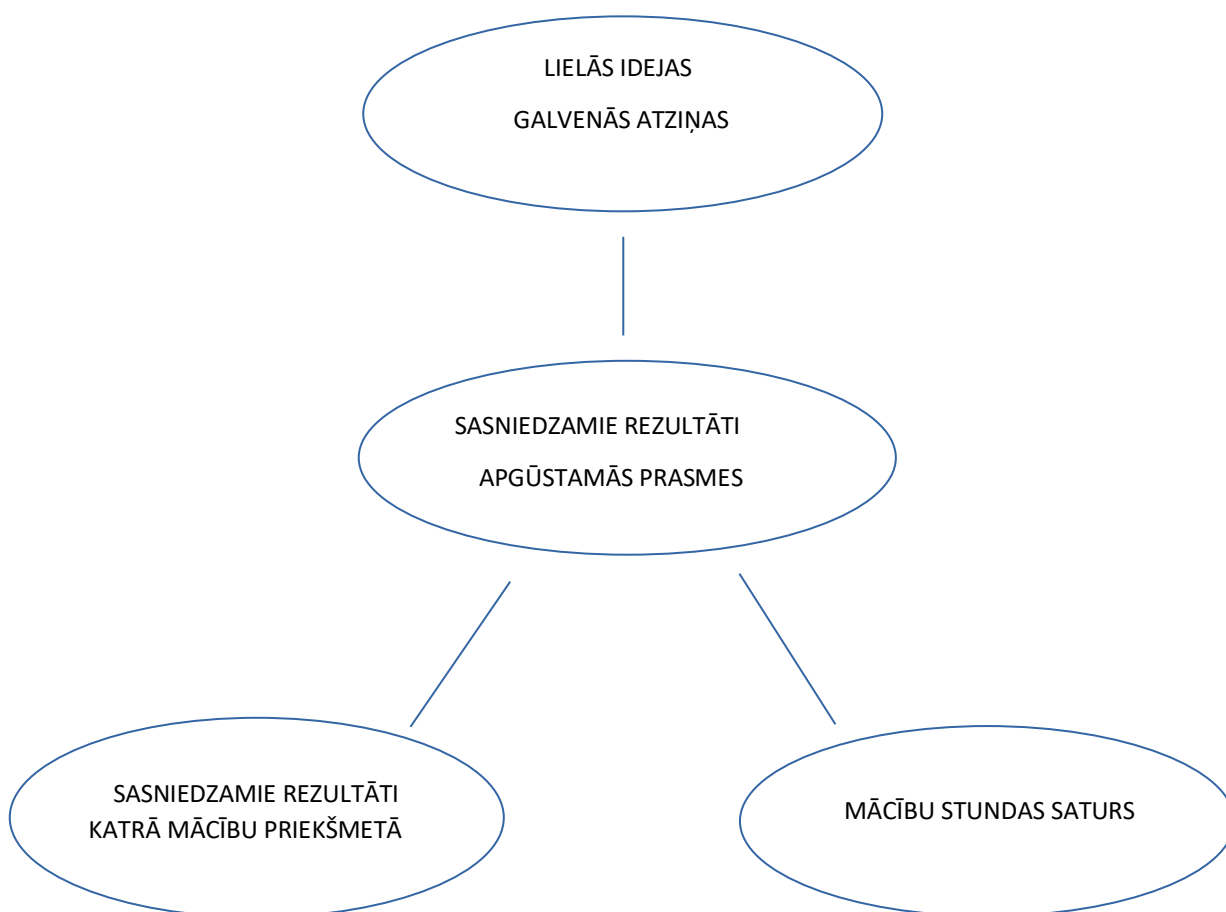 LIELĀS IDEJAS
GALVENĀS ATZIŅAS
SASNIEDZAMIE REZULTĀTI
APGŪSTAMĀS PRASMES
SASNIEDZAMIE REZULTĀTI
KATRĀ MĀCĪBU PRIEKŠMETĀ
MĀCĪBU STUNDAS SATURS